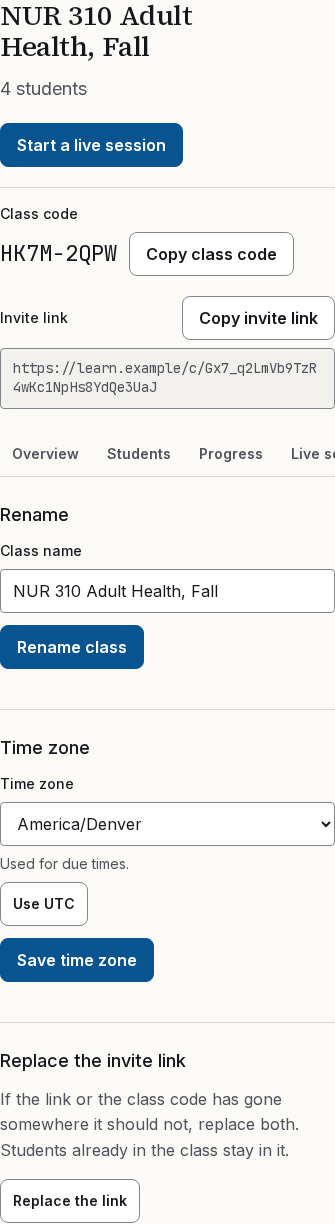 NUR 310 Adult
Health, Fall
4 students
Start a live session
Class code
HK7M-2QPW Copy class code
Invite link Copy invite link
https://learn.example/c/Gx7_q2LmVb9TzR
4wKc1NpHs8YdQe3UaJ
Overview Students Progress Live se
Rename
Class name
NUR 310 Adult Health, Fall
Rename class
Time zone
Time zone
America/Denver
Used for due times.
Use UTC
Save time zone
Replace the invite link
If the link or the class code has gone
somewhere it should not, replace both.
Students already in the class stay in it.
Replace the link